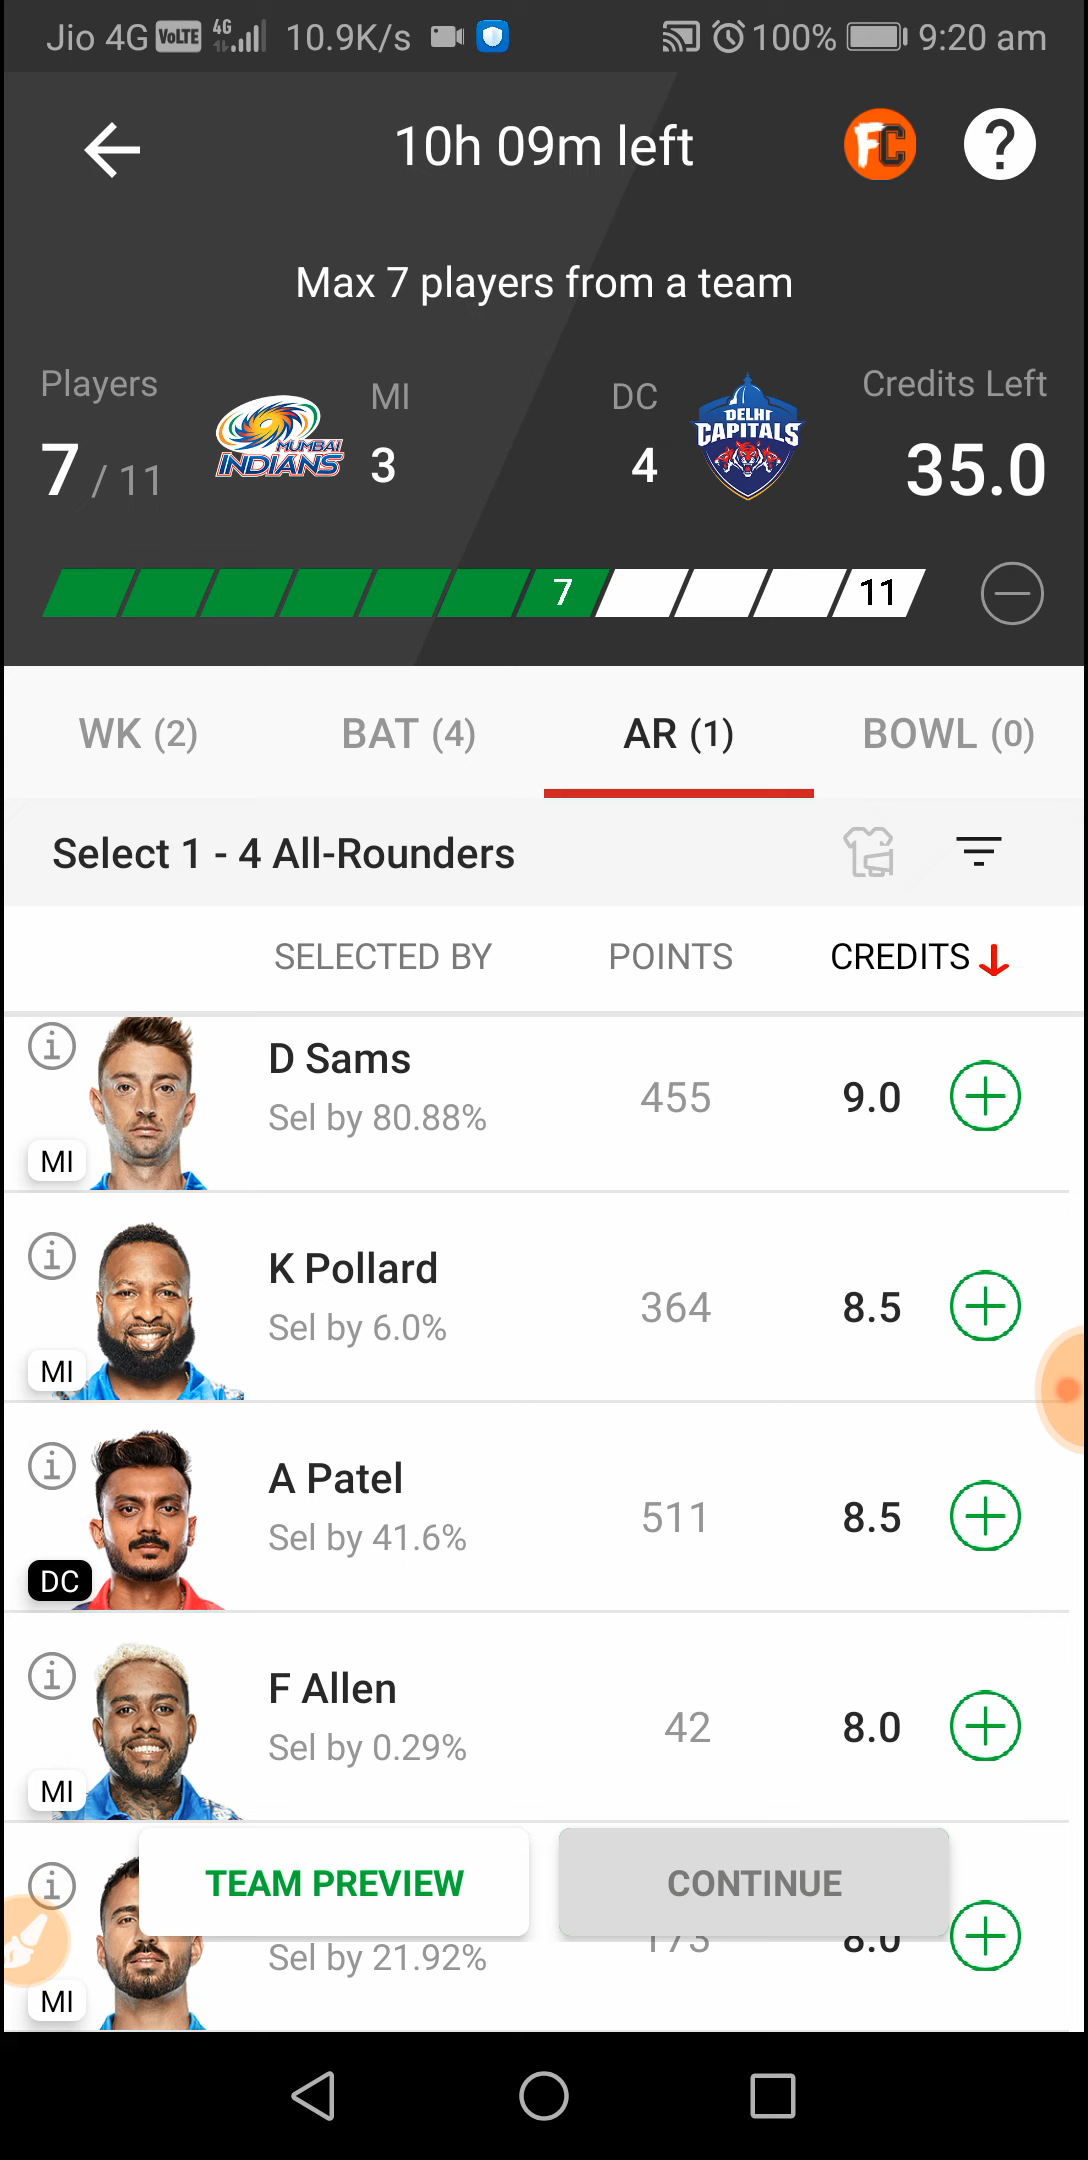 Jio 4G VoLTE 4G 10.9K/s 100% 9:20 am
10h 09m left FC ?
Max 7 players from a team
Players MI DC Credits Left
7 / 11 MUMBAI INDIANS 3 4 DELHI CAPITALS 35.0
7 11
WK (2) BAT (4) AR (1) BOWL (0)
Select 1 - 4 All-Rounders
SELECTED BY POINTS CREDITS
D Sams
Sel by 80.88% 455 9.0
MI
K Pollard
Sel by 6.0% 364 8.5
MI
A Patel
Sel by 41.6% 511 8.5
DC
F Allen
Sel by 0.29% 42 8.0
MI
TEAM PREVIEW CONTINUE
Sel by 21.92% 173 8.0
MI